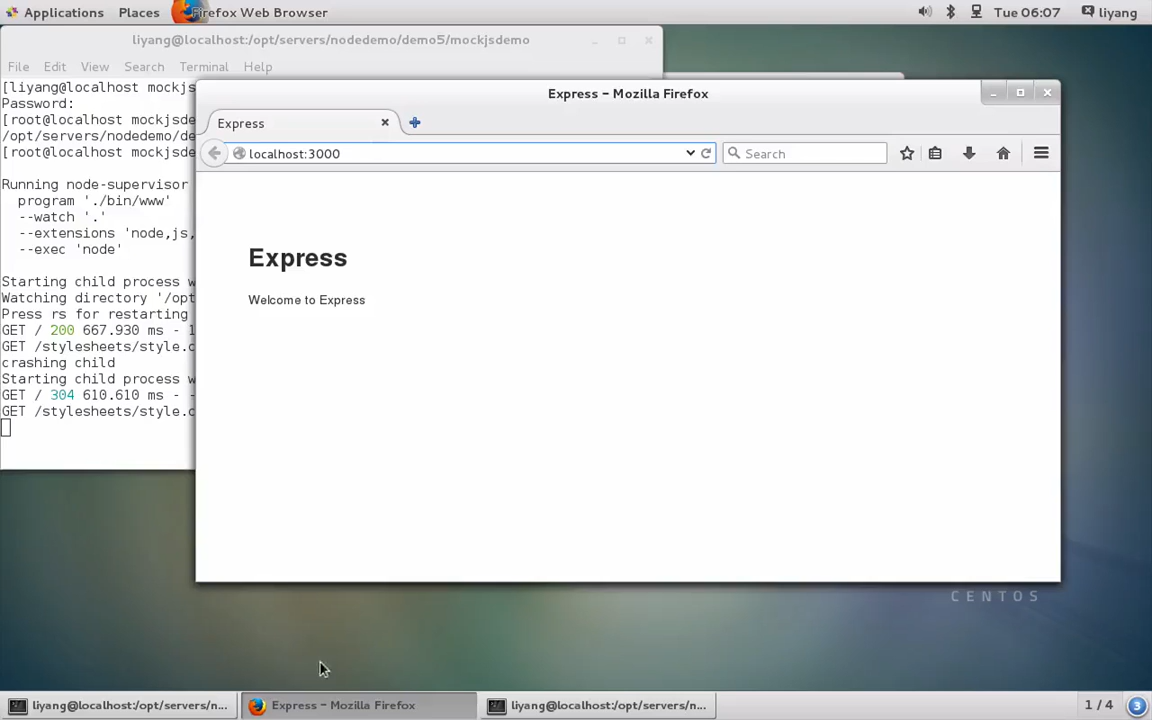 Applications Places Firefox Web Browser Tue 06:07 liyang
liyang@localhost:/opt/servers/nodedemo/demo5/mockjsdemo
File Edit View Search Terminal Help
[liyang@localhost mockjs
Password:
[root@localhost mockjsde
/opt/servers/nodedemo/de
[root@localhost mockjsde
Running node-supervisor
program './bin/www'
--watch '.'
--extensions 'node,js,
--exec 'node'
Starting child process w
Watching directory '/opt
Press rs for restarting
GET / 200 667.930 ms - 1
GET /stylesheets/style.c
crashing child
Starting child process w
GET / 304 610.610 ms - -
GET /stylesheets/style.c
Express - Mozilla Firefox
Express
localhost:3000
Search
Express
Welcome to Express
CENTOS
liyang@localhost:/opt/servers/n...
Express - Mozilla Firefox
liyang@localhost:/opt/servers/n...
1 / 4
3